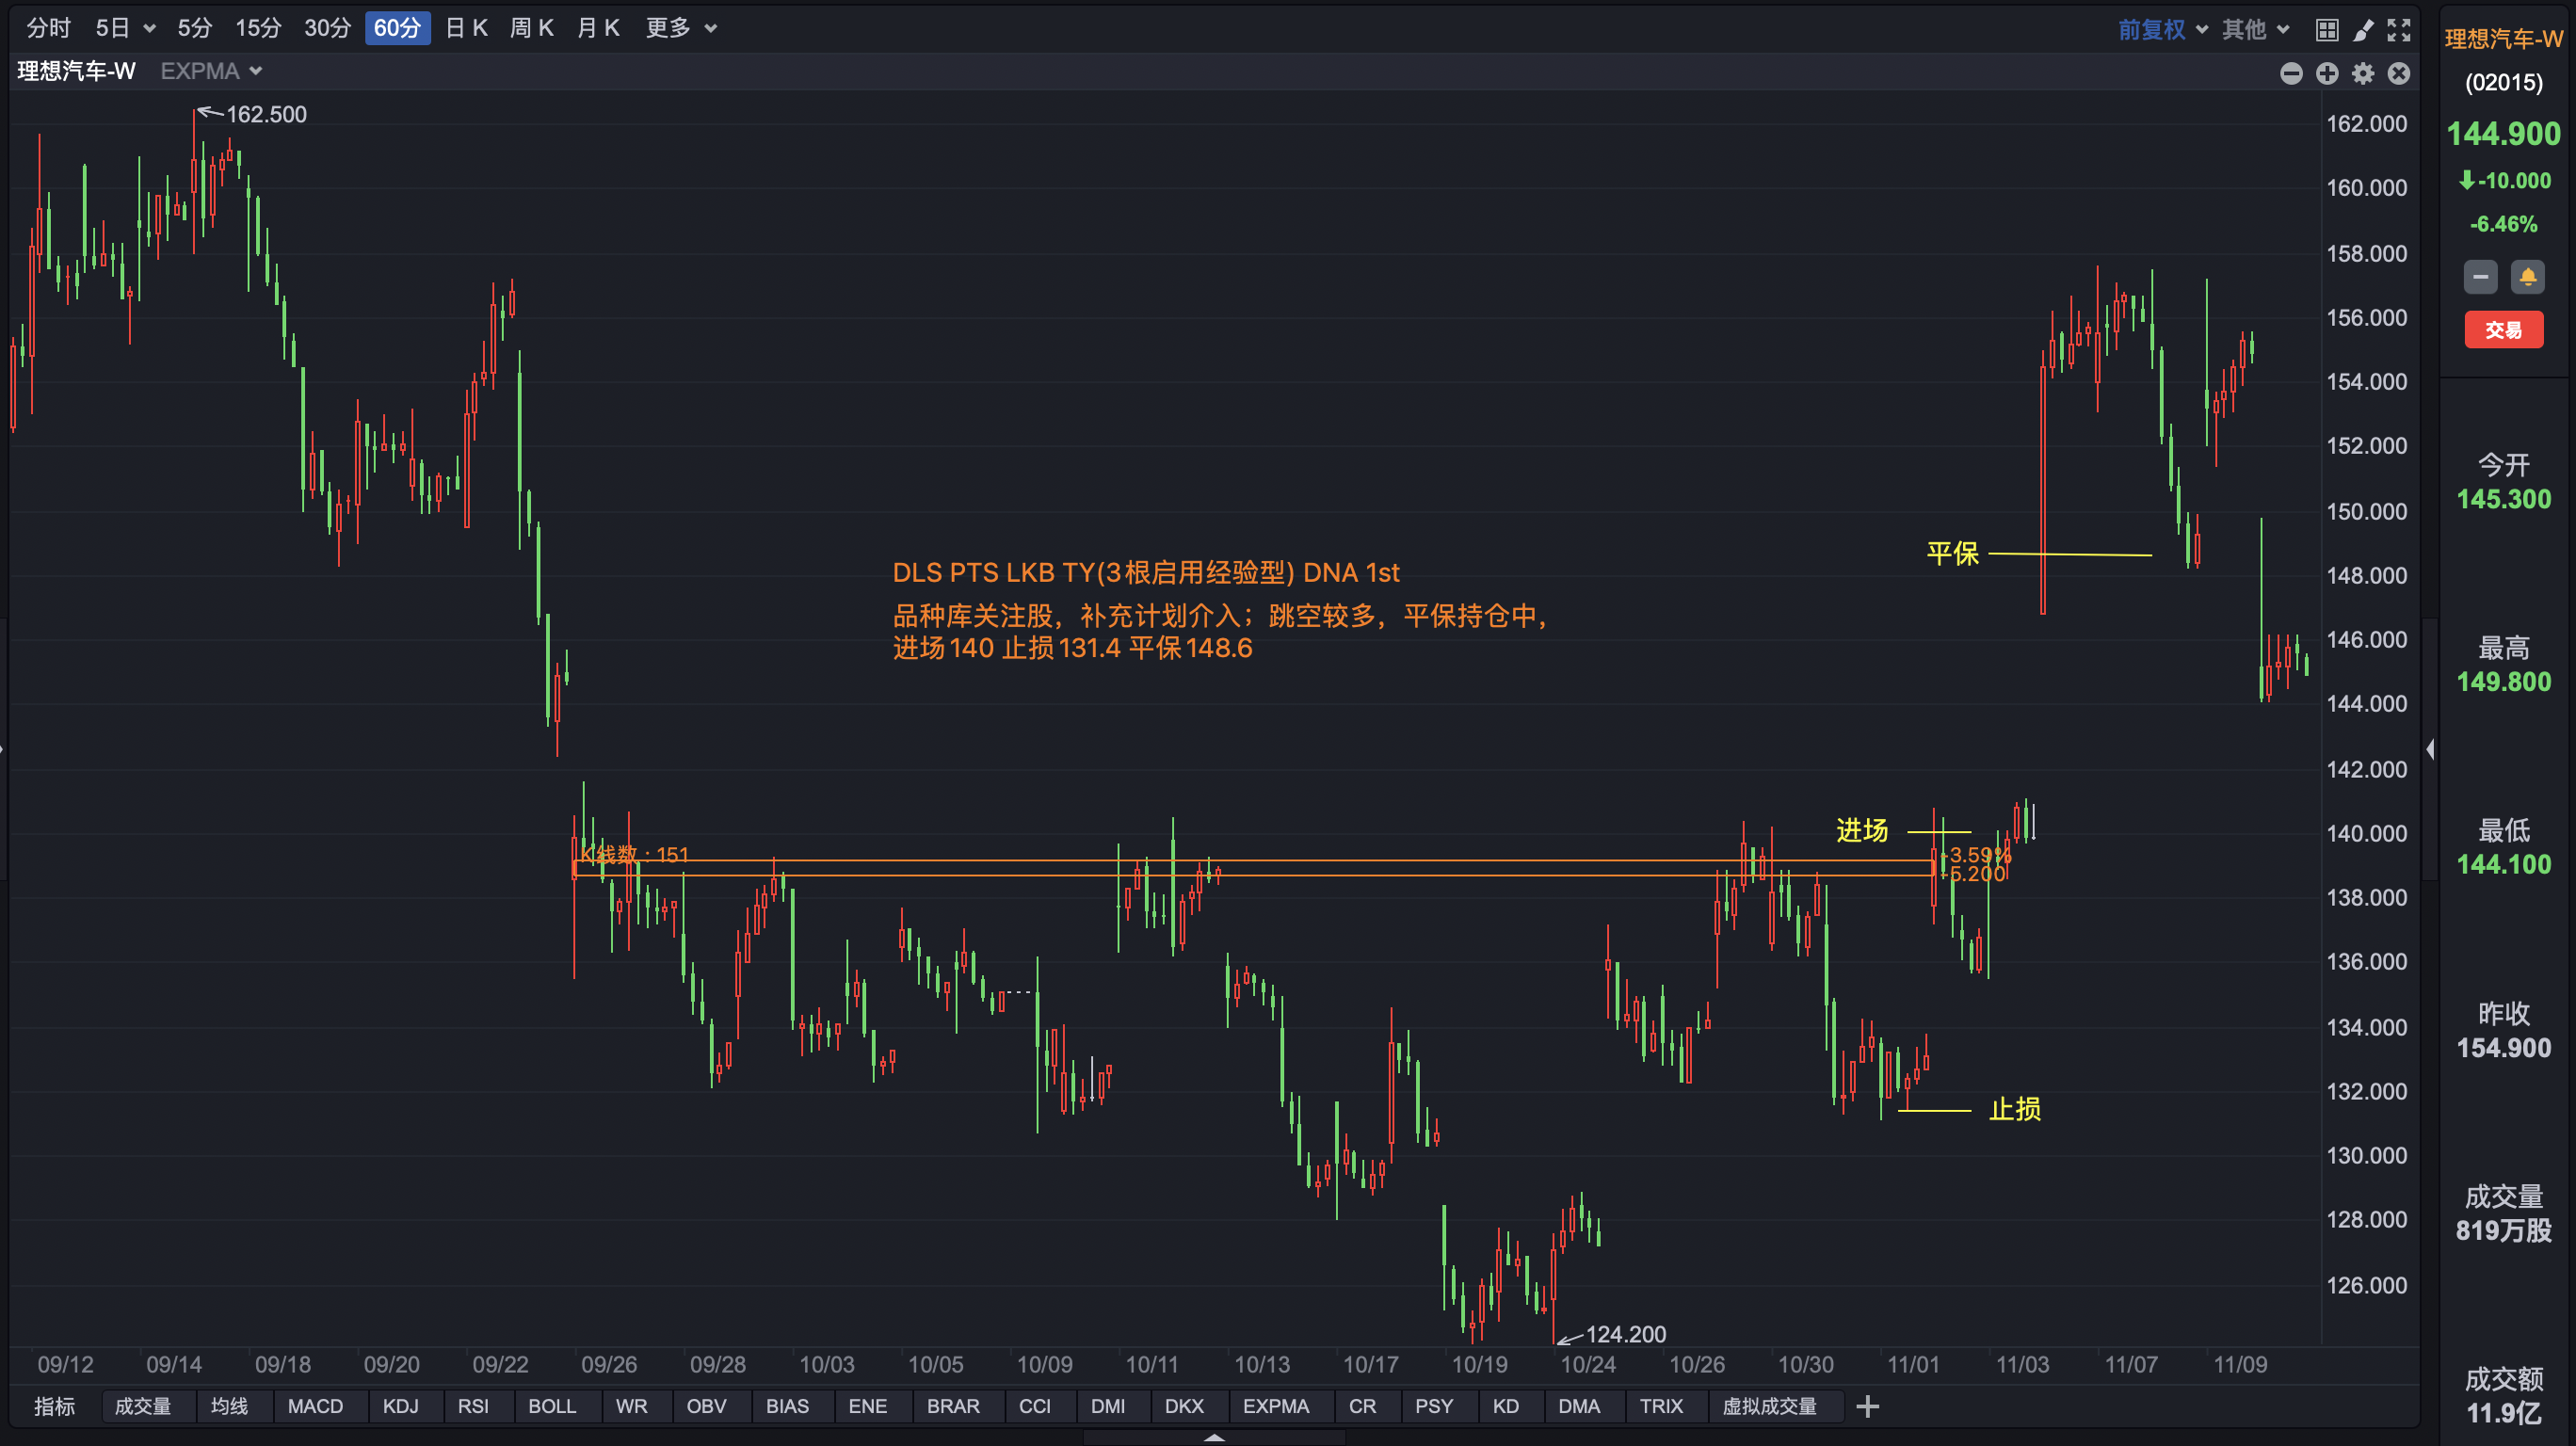 分时 5日 5分 15分 30分 60分 日K 周K 月K 更多 前复权 其他
理想汽车-W EXPMA
162.500
162.000
160.000
158.000
156.000
154.000
152.000
150.000
148.000
146.000
144.000
142.000
140.000
138.000
136.000
134.000
132.000
130.000
128.000
126.000
平保
DLS PTS LKB TY(3根启用经验型) DNA 1st
品种库关注股，补充计划介入；跳空较多，平保持仓中，
进场140 止损131.4 平保148.6
进场
K线数：151
-3.59%
-5.200
止损
124.200
09/12 09/14 09/18 09/20 09/22 09/26 09/28 10/03 10/05 10/09 10/11 10/13 10/17 10/19 10/24 10/26 10/30 11/01 11/03 11/07 11/09
指标 成交量 均线 MACD KDJ RSI BOLL WR OBV BIAS ENE BRAR CCI DMI DKX EXPMA CR PSY KD DMA TRIX 虚拟成交量
理想汽车-W
(02015)
144.900
-10.000
-6.46%
交易
今开
145.300
最高
149.800
最低
144.100
昨收
154.900
成交量
819万股
成交额
11.9亿